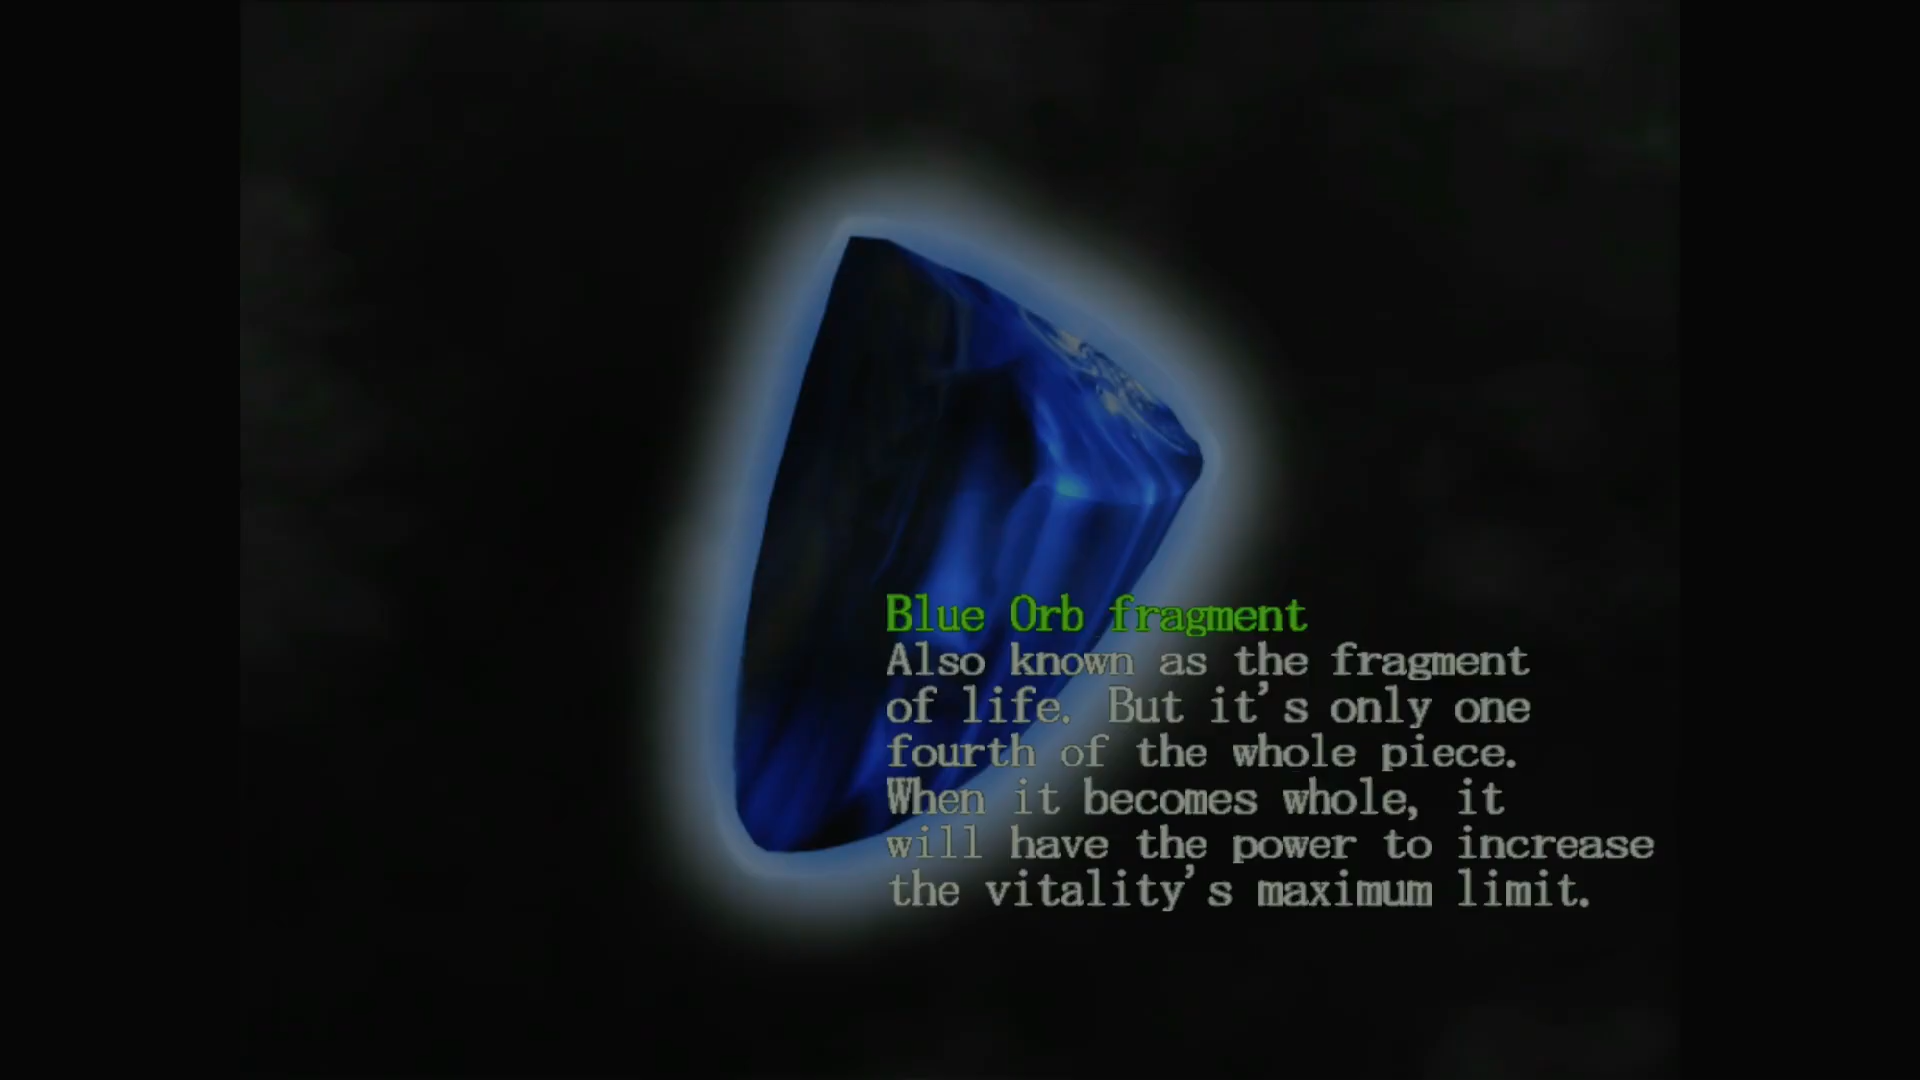 Blue Orb fragment
Also known as the fragment
of life. But it's only one
fourth of the whole piece.
When it becomes whole, it
will have the power to increase
the vitality's maximum limit.